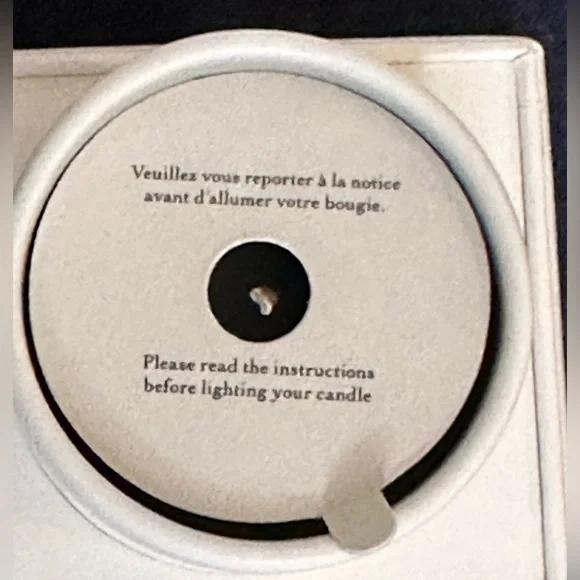 Veuillez vous reporter à la notice
avant d'allumer votre bougie.
Please read the instructions
before lighting your candle